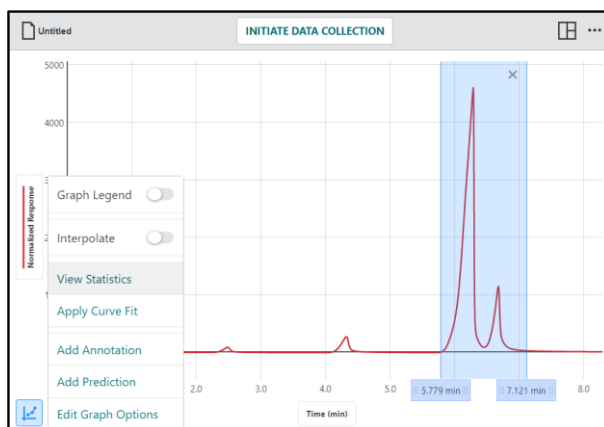 Untitled
INITIATE DATA COLLECTION
5000
4000
Normalized Response
Graph Legend
Interpolate
View Statistics
Apply Curve Fit
Add Annotation
Add Prediction
Edit Graph Options
2.0 3.0 4.0 5.0 8.0
5.779 min 7.121 min
Time (min)